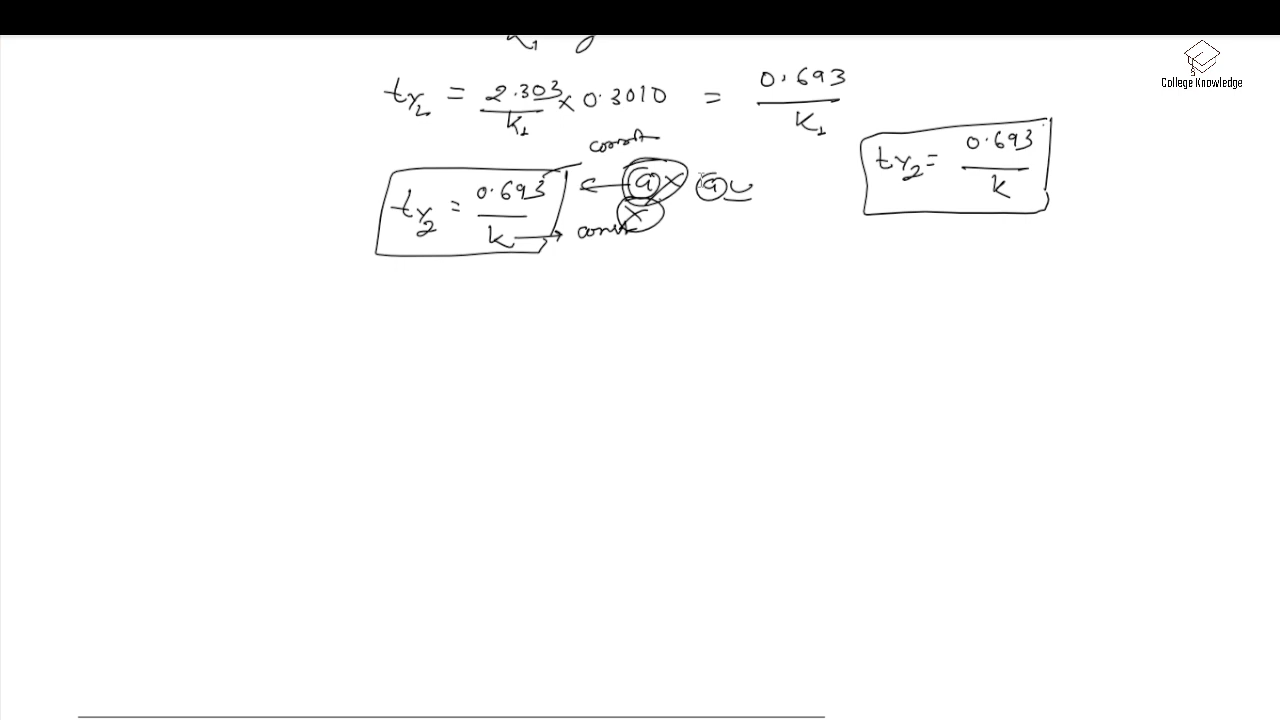 College Knowledge
t½ = 2.303/k₁ × 0.3010 = 0.693/k₁
t½ = 0.693/k
const
a × a
t½ = 0.693/k
x
const